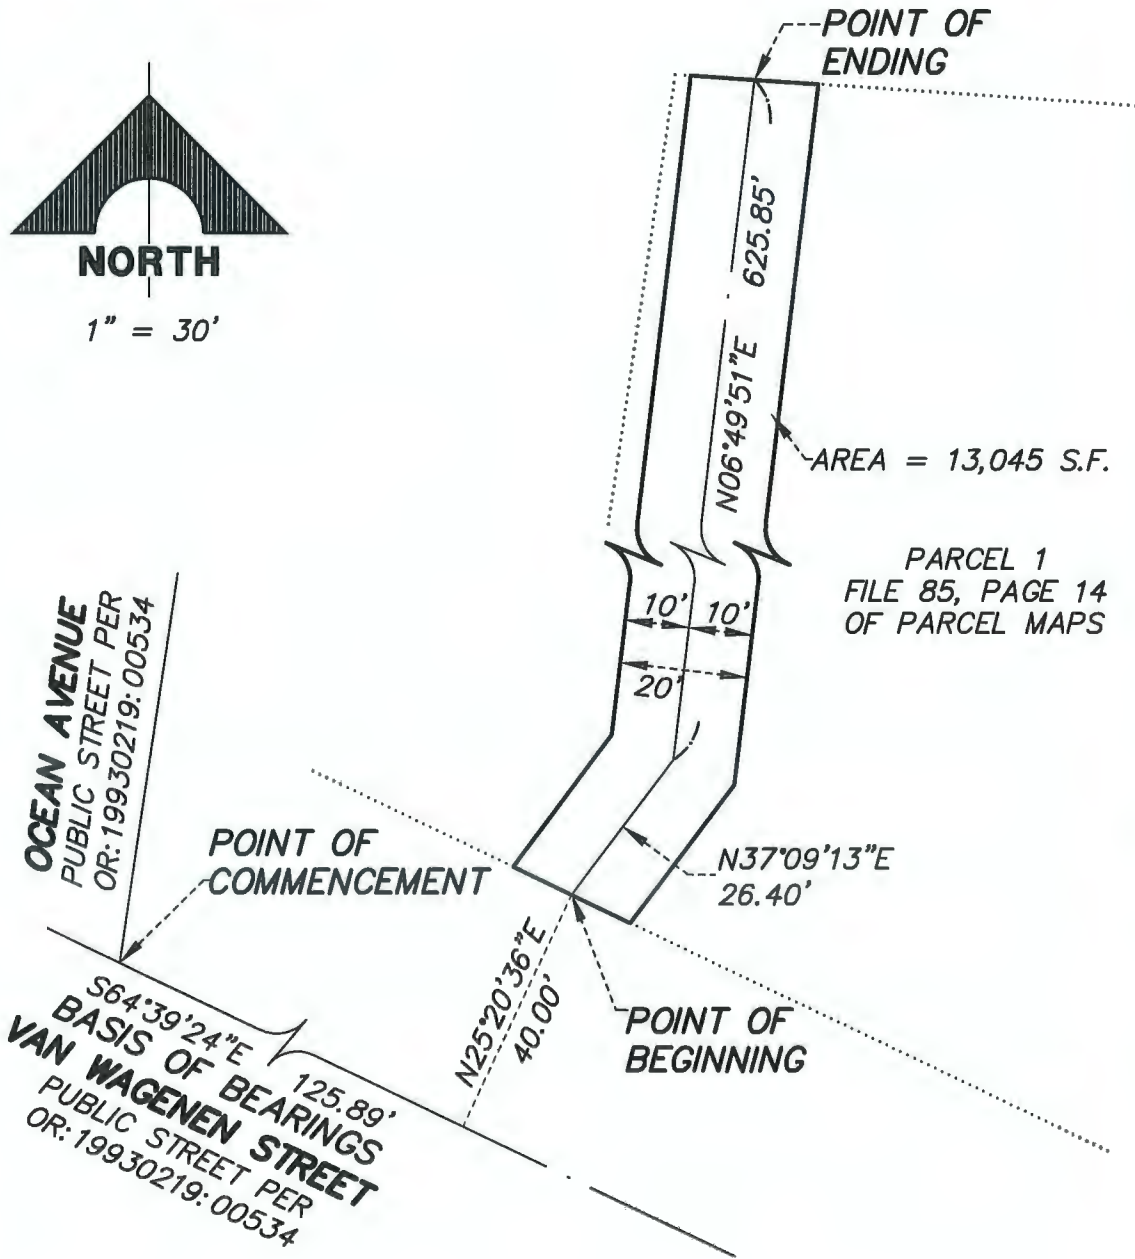 POINT OF
ENDING
NORTH
1" = 30'
625.85'
N06°49'51"E
AREA = 13,045 S.F.
PARCEL 1
FILE 85, PAGE 14
OF PARCEL MAPS
10'
10'
20'
OCEAN AVENUE
PUBLIC STREET PER
OR:19930219:00534
POINT OF
COMMENCEMENT
N37°09'13"E
26.40'
N25°20'36"E
40.00'
POINT OF
BEGINNING
S64°39'24"E
125.89'
BASIS OF BEARINGS
VAN WAGENEN STREET
PUBLIC STREET PER
OR:19930219:00534